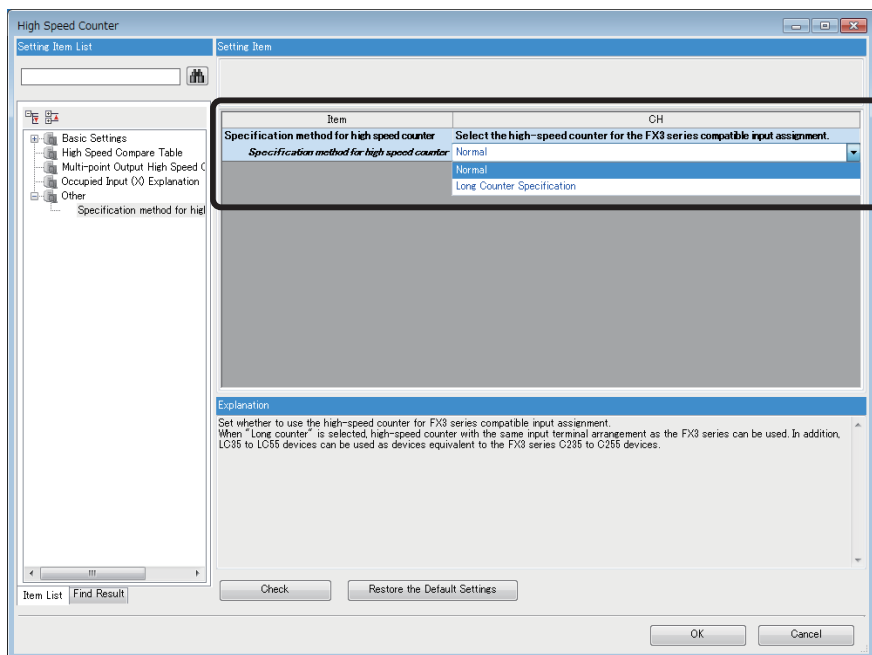 High Speed Counter
Setting Item List
Setting Item
Item
CH
Specification method for high speed counter
Select the high-speed counter for the FX3 series compatible input assignment.
Specification method for high speed counter
Normal
Normal
Long Counter Specification
Basic Settings
High Speed Compare Table
Multi-point Output High Speed C
Occupied Input (X) Explanation
Other
Specification method for higl
Explanation
Set whether to use the high-speed counter for FX3 series compatible input assignment.
When "Long counter" is selected, high-speed counter with the same input terminal arrangement as the FX3 series can be used. In addition,
LC35 to LC55 devices can be used as devices equivalent to the FX3 series C235 to C255 devices.
Item List
Find Result
Check
Restore the Default Settings
OK
Cancel